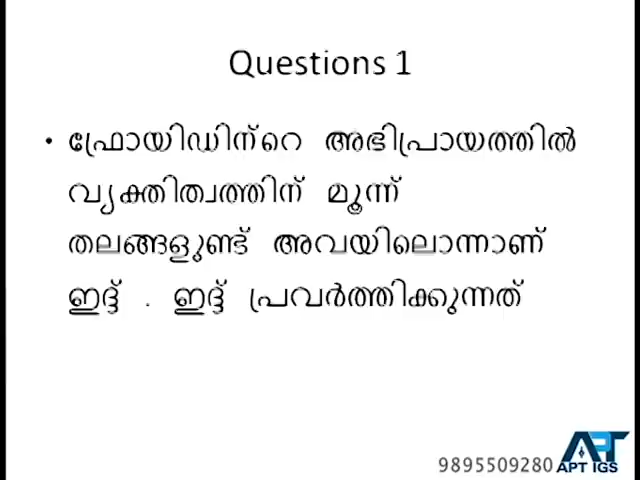 Questions 1
• ഫ്രോയിഡിന്റെ അഭിപ്രായത്തിൽ
വ്യക്തിത്വത്തിന് മൂന്ന്
തലങ്ങളുണ്ട് അവയിലൊന്നാണ്
ഇദ്ദ് . ഇദ്ദ് പ്രവർത്തിക്കുന്നത്
9895509280 APT IGS